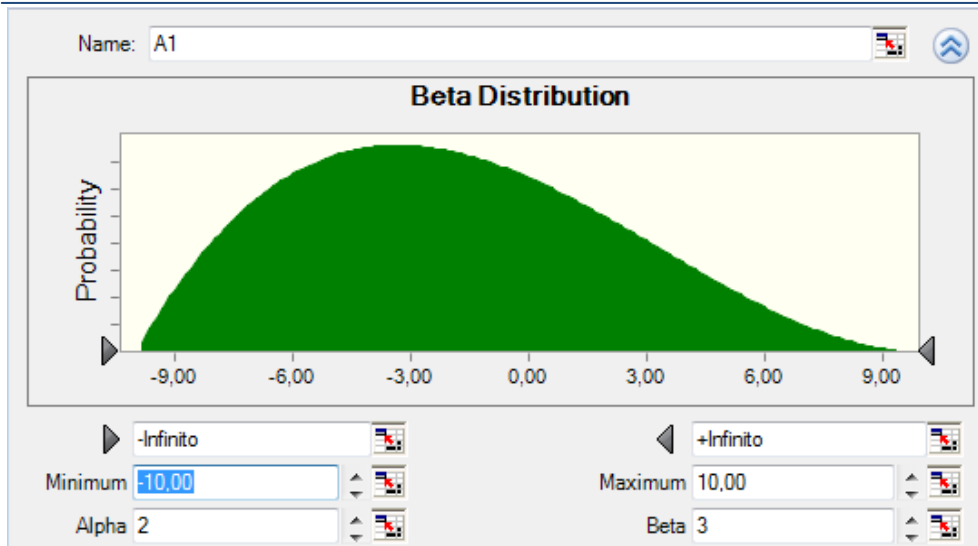 Name: A1
Beta Distribution
Probability
-9,00 -6,00 -3,00 0,00 3,00 6,00 9,00
-Infinito +Infinito
Minimum -10,00 Maximum 10,00
Alpha 2 Beta 3